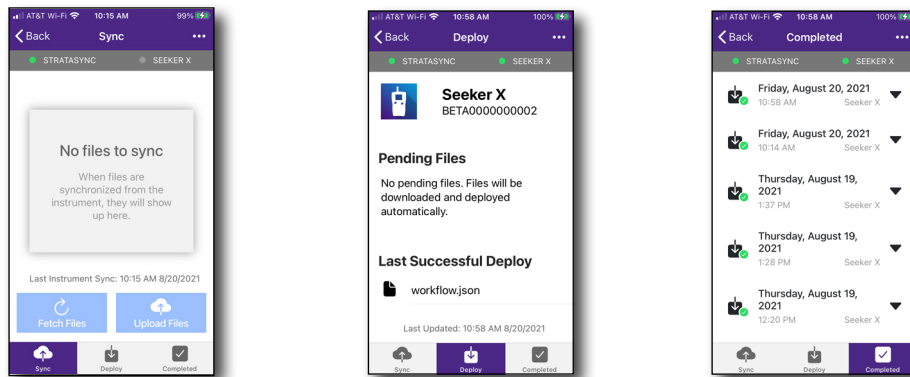 AT&T Wi-Fi 10:15 AM 99%
Back Sync
STRATASYNC SEEKER X
No files to sync
When files are
synchronized from the
instrument, they will show
up here.
Last Instrument Sync: 10:15 AM 8/20/2021
Fetch Files Upload Files
Sync Deploy Completed
AT&T Wi-Fi 10:58 AM 100%
Back Deploy
STRATASYNC SEEKER X
Seeker X
BETA0000000002
Pending Files
No pending files. Files will be
downloaded and deployed
automatically.
Last Successful Deploy
workflow.json
Last Updated: 10:58 AM 8/20/2021
Sync Deploy Completed
AT&T Wi-Fi 10:58 AM 100%
Back Completed
STRATASYNC SEEKER X
Friday, August 20, 2021
10:58 AM Seeker X
Friday, August 20, 2021
10:14 AM Seeker X
Thursday, August 19,
2021
1:37 PM Seeker X
Thursday, August 19,
2021
1:28 PM Seeker X
Thursday, August 19,
2021
12:20 PM Seeker X
Sync Deploy Completed